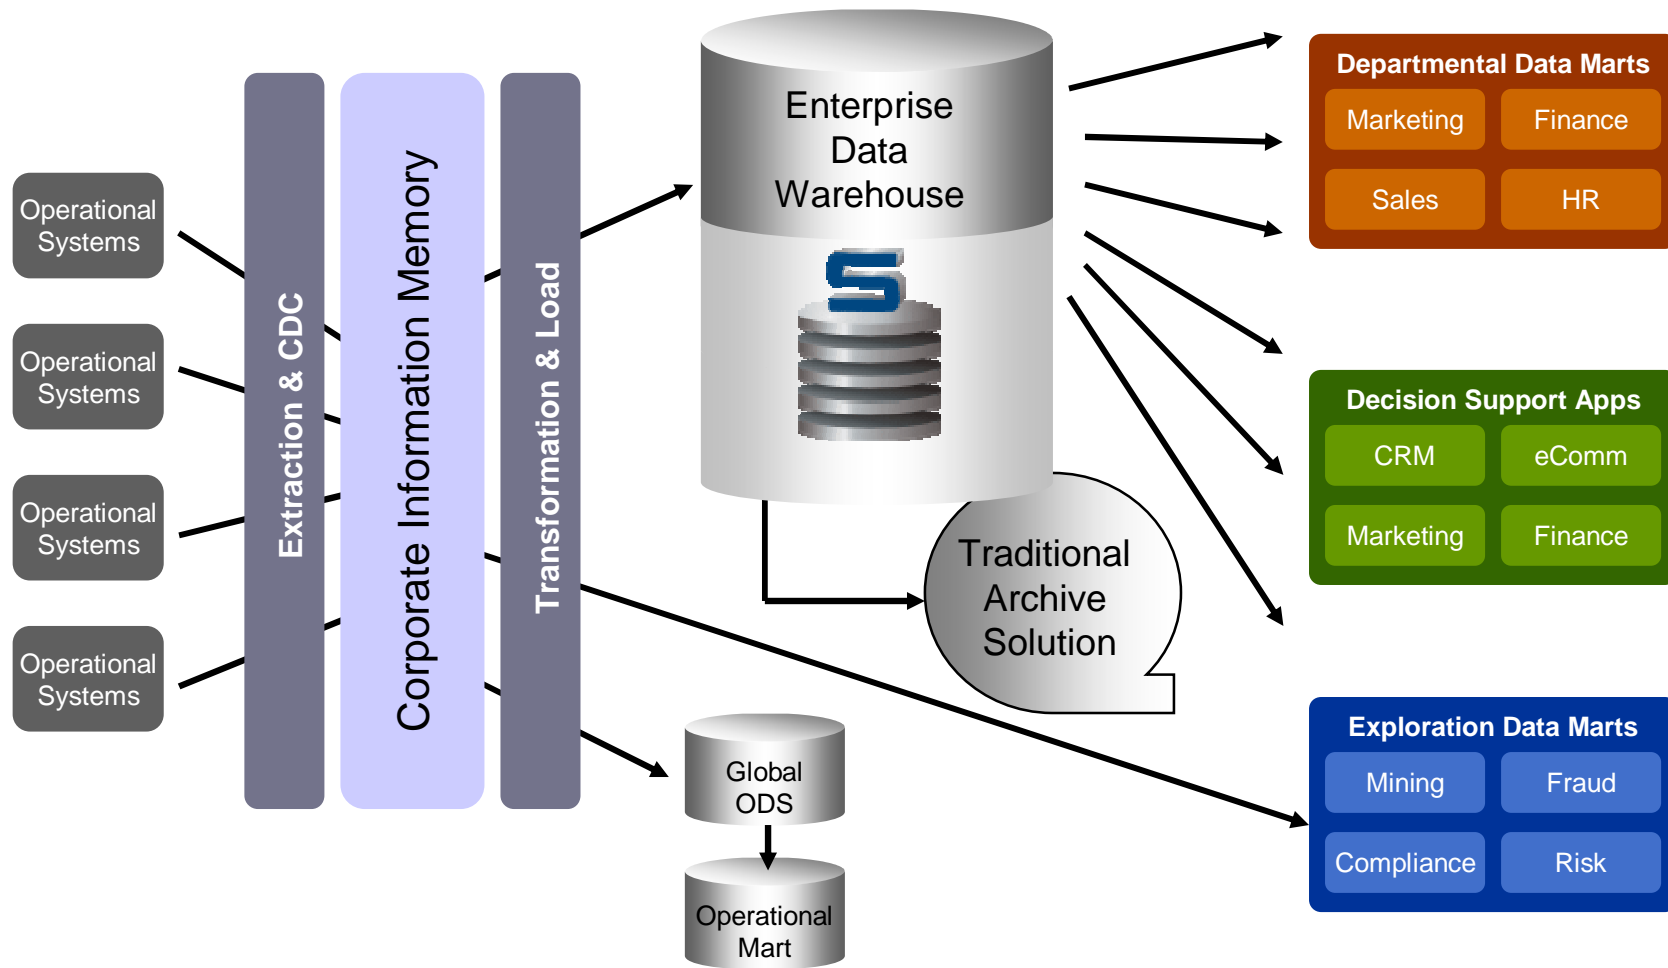 Operational
Systems
Operational
Systems
Operational
Systems
Operational
Systems
Extraction & CDC
Corporate Information Memory
Transformation & Load
Enterprise
Data
Warehouse
S
Traditional
Archive
Solution
Global
ODS
Operational
Mart
Departmental Data Marts
Marketing
Finance
Sales
HR
Decision Support Apps
CRM
eComm
Marketing
Finance
Exploration Data Marts
Mining
Fraud
Compliance
Risk